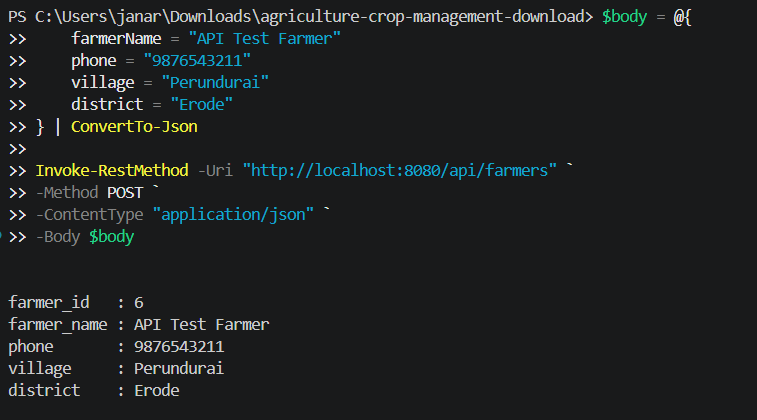 PS C:\Users\janar\Downloads\agriculture-crop-management-download> $body = @{
>>     farmerName = "API Test Farmer"
>>     phone = "9876543211"
>>     village = "Perundurai"
>>     district = "Erode"
>> } | ConvertTo-Json
>>
>> Invoke-RestMethod -Uri "http://localhost:8080/api/farmers" `
>> -Method POST `
>> -ContentType "application/json" `
>> -Body $body
farmer_id   : 6
farmer_name : API Test Farmer
phone       : 9876543211
village     : Perundurai
district    : Erode